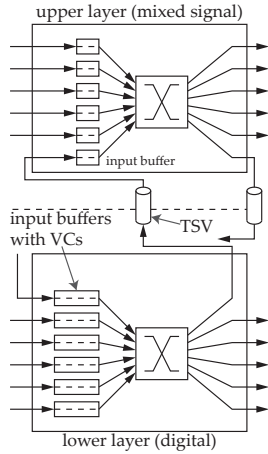 upper layer (mixed signal)
input buffer
TSV
input buffers
with VCs
lower layer (digital)